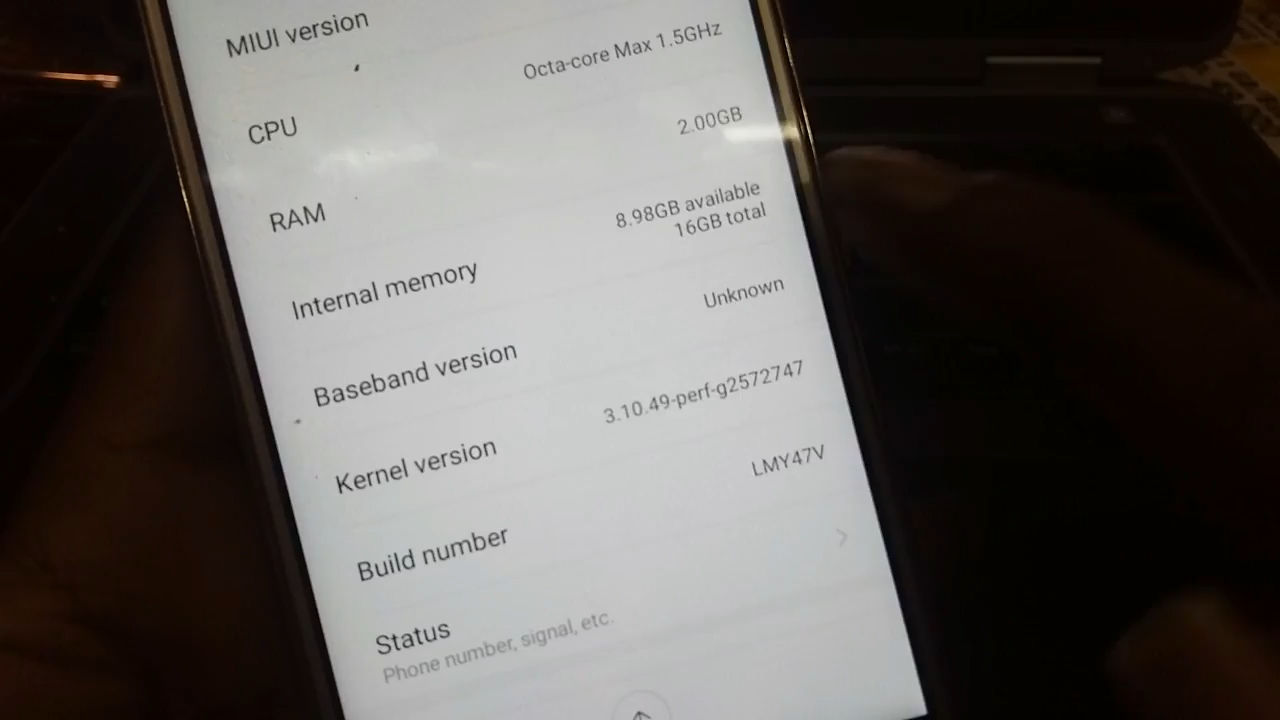 MIUI version
Octa-core Max 1.5GHz
CPU
2.00GB
RAM
8.98GB available
16GB total
Internal memory
Unknown
Baseband version
3.10.49-perf-g2572747
Kernel version
LMY47V
Build number
Status
Phone number, signal, etc.